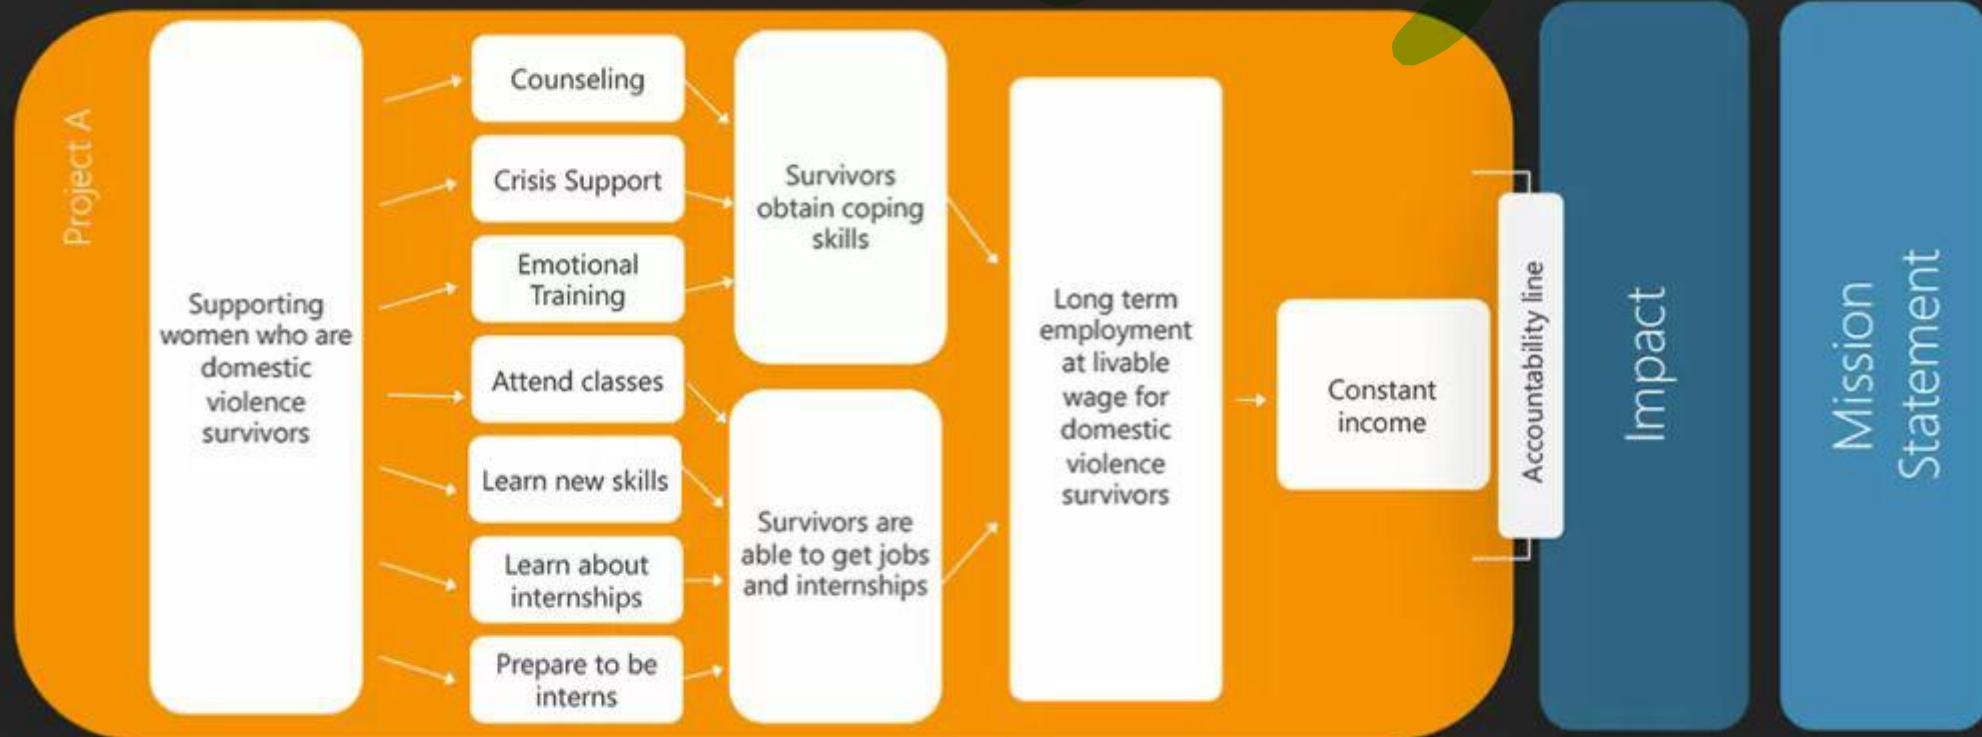 Project A
Supporting
women who are
domestic
violence
survivors
Counseling
Crisis Support
Emotional
Training
Attend classes
Learn new skills
Learn about
internships
Prepare to be
interns
Survivors
obtain coping
skills
Survivors are
able to get jobs
and internships
Long term
employment
at livable
wage for
domestic
violence
survivors
Constant
income
Accountability line
Impact
Mission
Statement